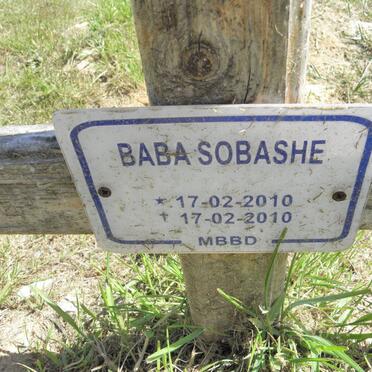 BABA SOBASHE
* 17-02-2010
† 17-02-2010
MBBD